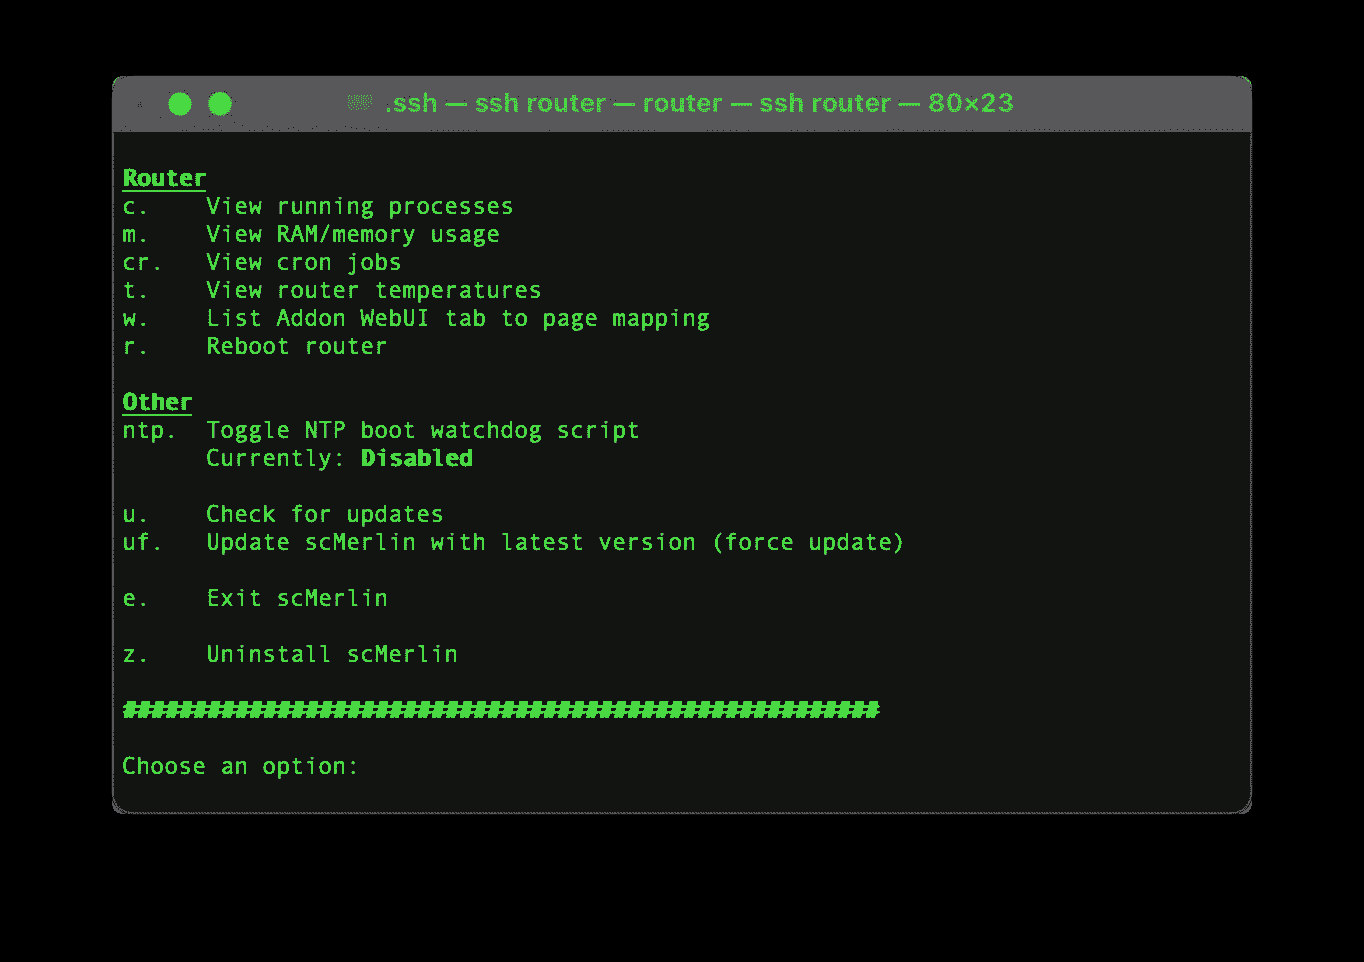 .ssh — ssh router — router — ssh router — 80×23
Router
c.    View running processes
m.    View RAM/memory usage
cr.   View cron jobs
t.    View router temperatures
w.    List Addon WebUI tab to page mapping
r.    Reboot router
Other
ntp.  Toggle NTP boot watchdog script
      Currently: Disabled
u.    Check for updates
uf.   Update scMerlin with latest version (force update)
e.    Exit scMerlin
z.    Uninstall scMerlin
######################################################
Choose an option: